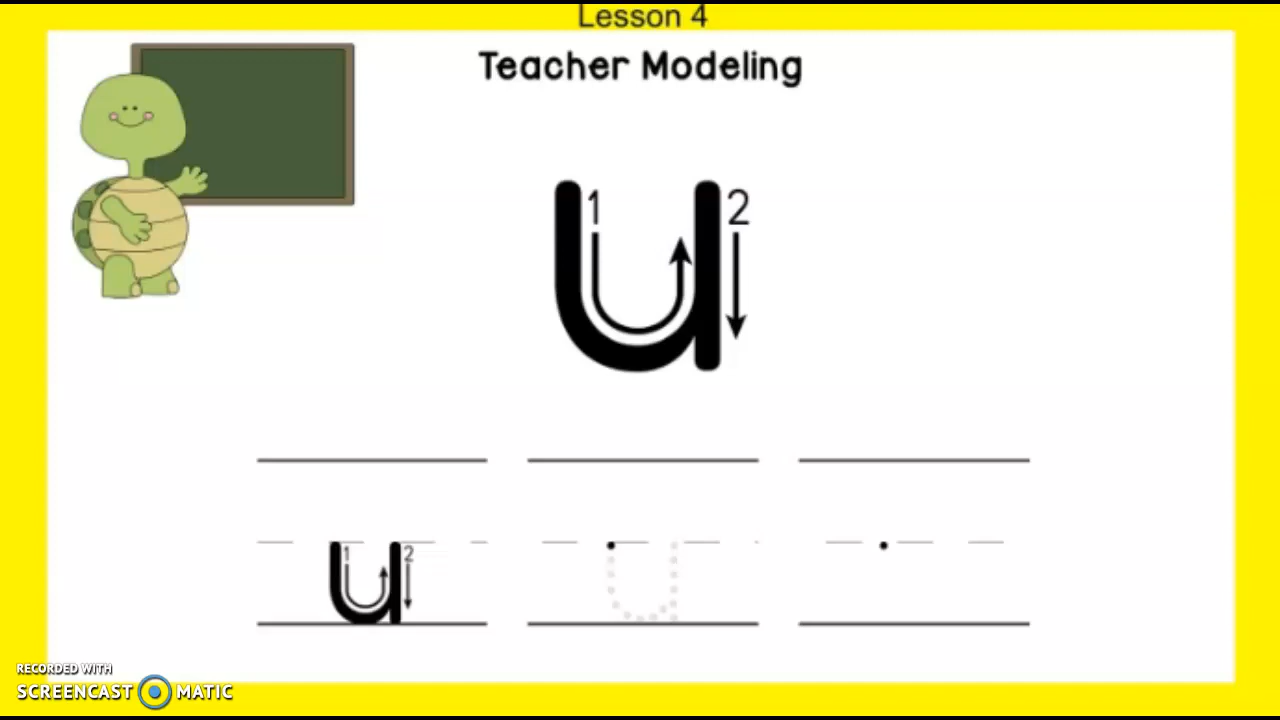 Lesson 4
Teacher Modeling
1 2
u
1 2
u u
RECORDED WITH
SCREENCAST MATIC